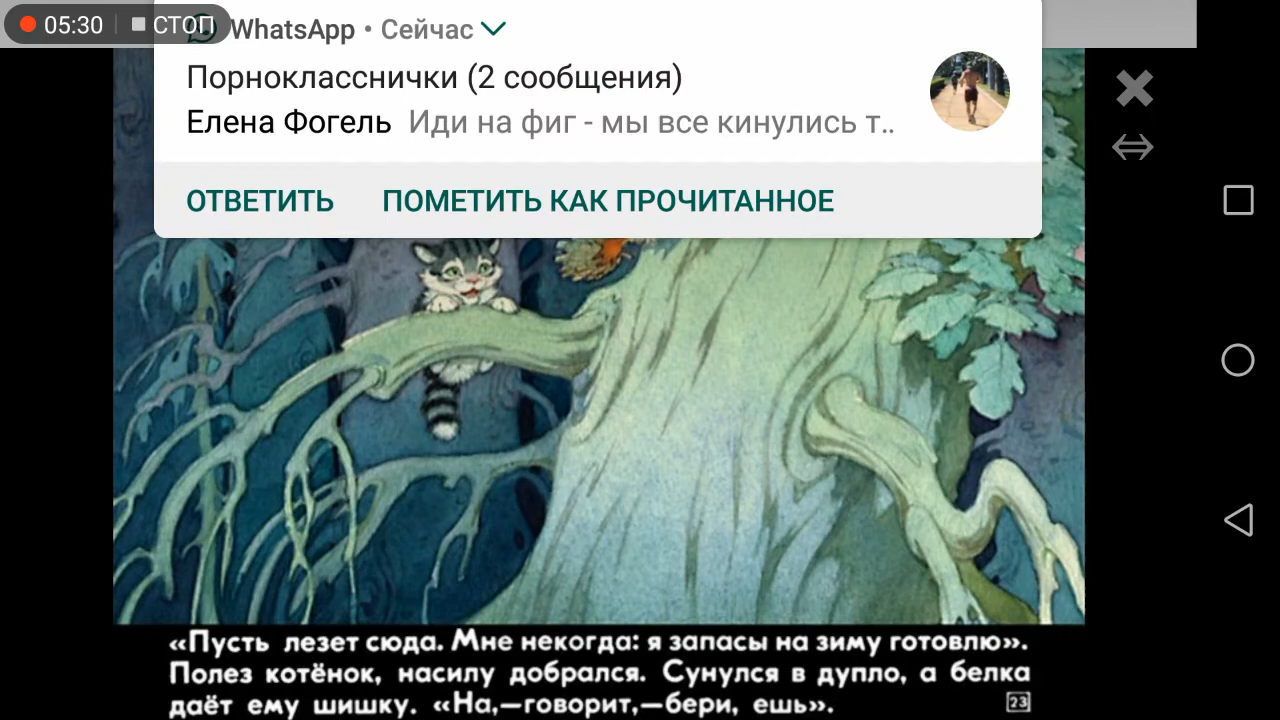 05:30 СТОП WhatsApp • Сейчас
Порноклasснички (2 сообщения)
Елена Фогель Иди на фиг - мы все кинулись т..
ОТВЕТИТЬ ПОМЕТИТЬ КАК ПРОЧИТАННОЕ
«Пусть лезет сюда. Мне некогда: я запасы на зиму готовлю».
Полез котёнок, насилу добрался. Сунулся в дупло, а белка
даёт ему шишку. «На,—говорит,—бери, ешь».
23